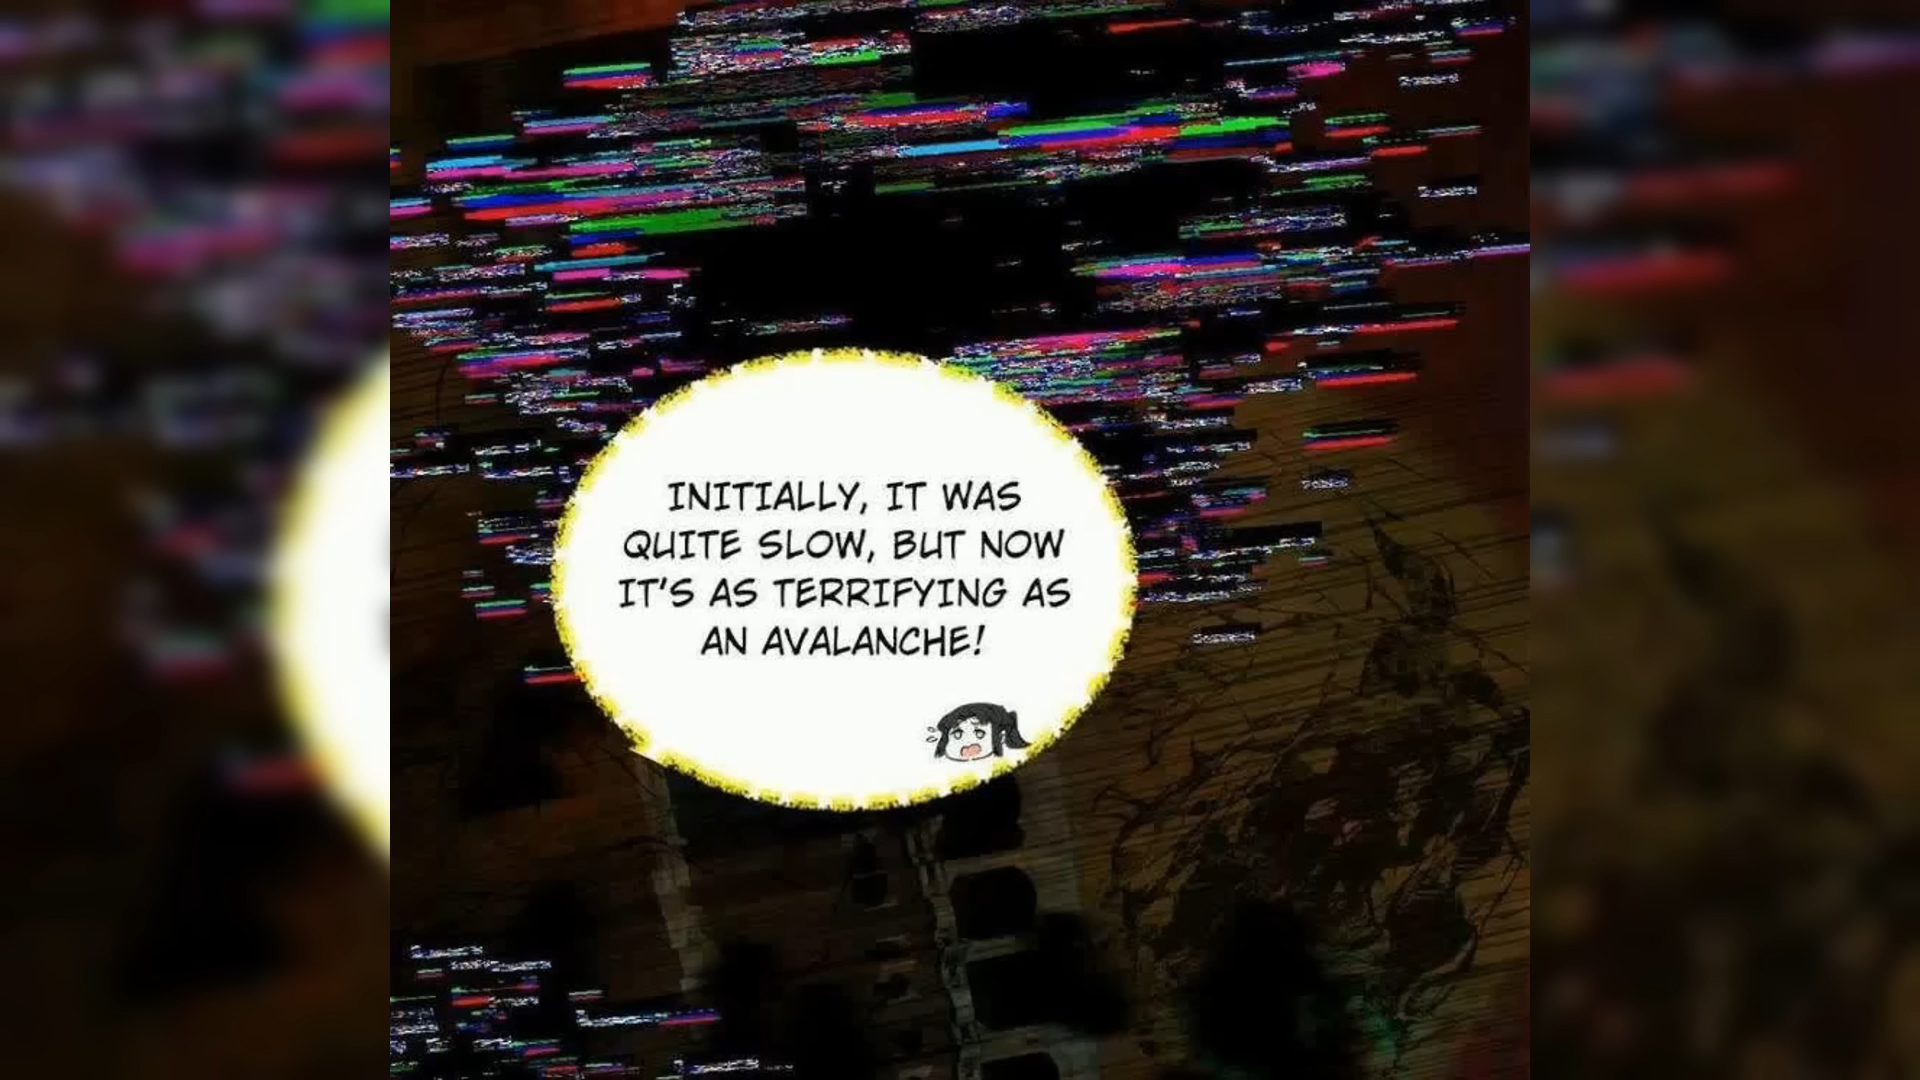 INITIALLY, IT WAS
QUITE SLOW, BUT NOW
IT'S AS TERRIFYING AS
AN AVALANCHE!